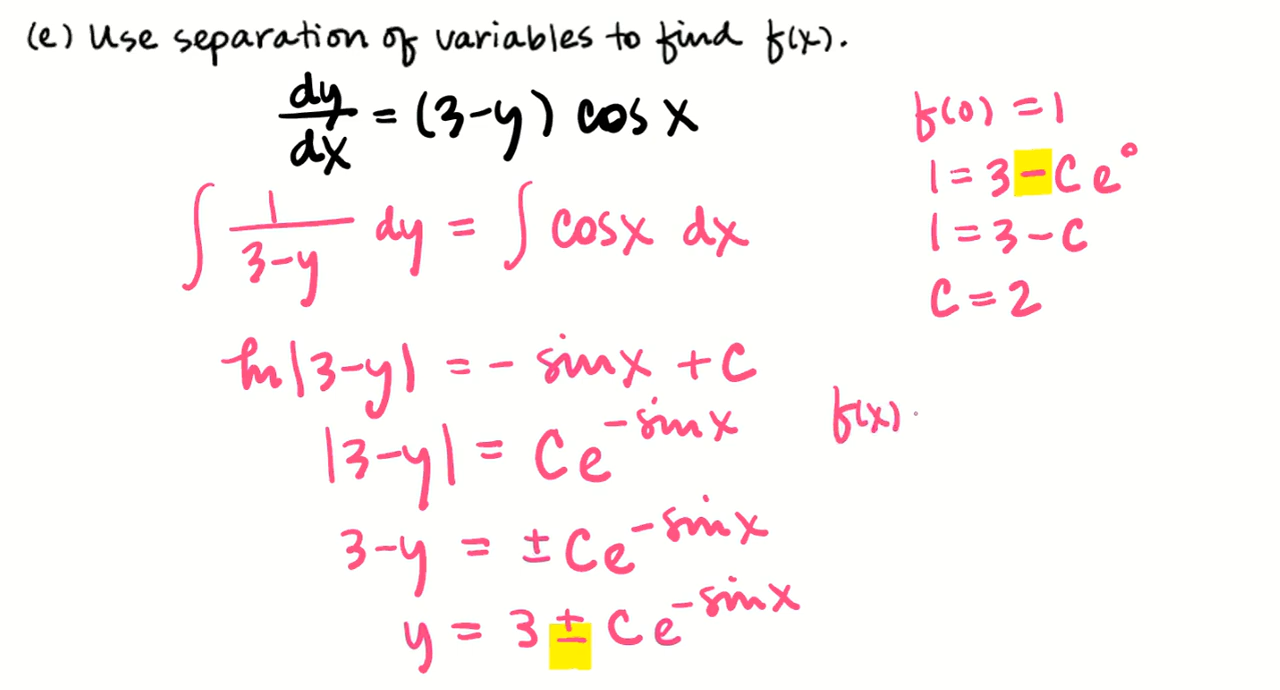 (e) Use separation of variables to find f(x).
dy/dx = (3-y) cos x
∫ 1/(3-y) dy = ∫ cosx dx
ln|3-y| = - sinx + C
|3-y| = Ce^-sinx
3-y = ± Ce^-sinx
y = 3 ± Ce^-sinx
f(0) = 1
1 = 3 - Ce^0
1 = 3 - C
C = 2
f(x)